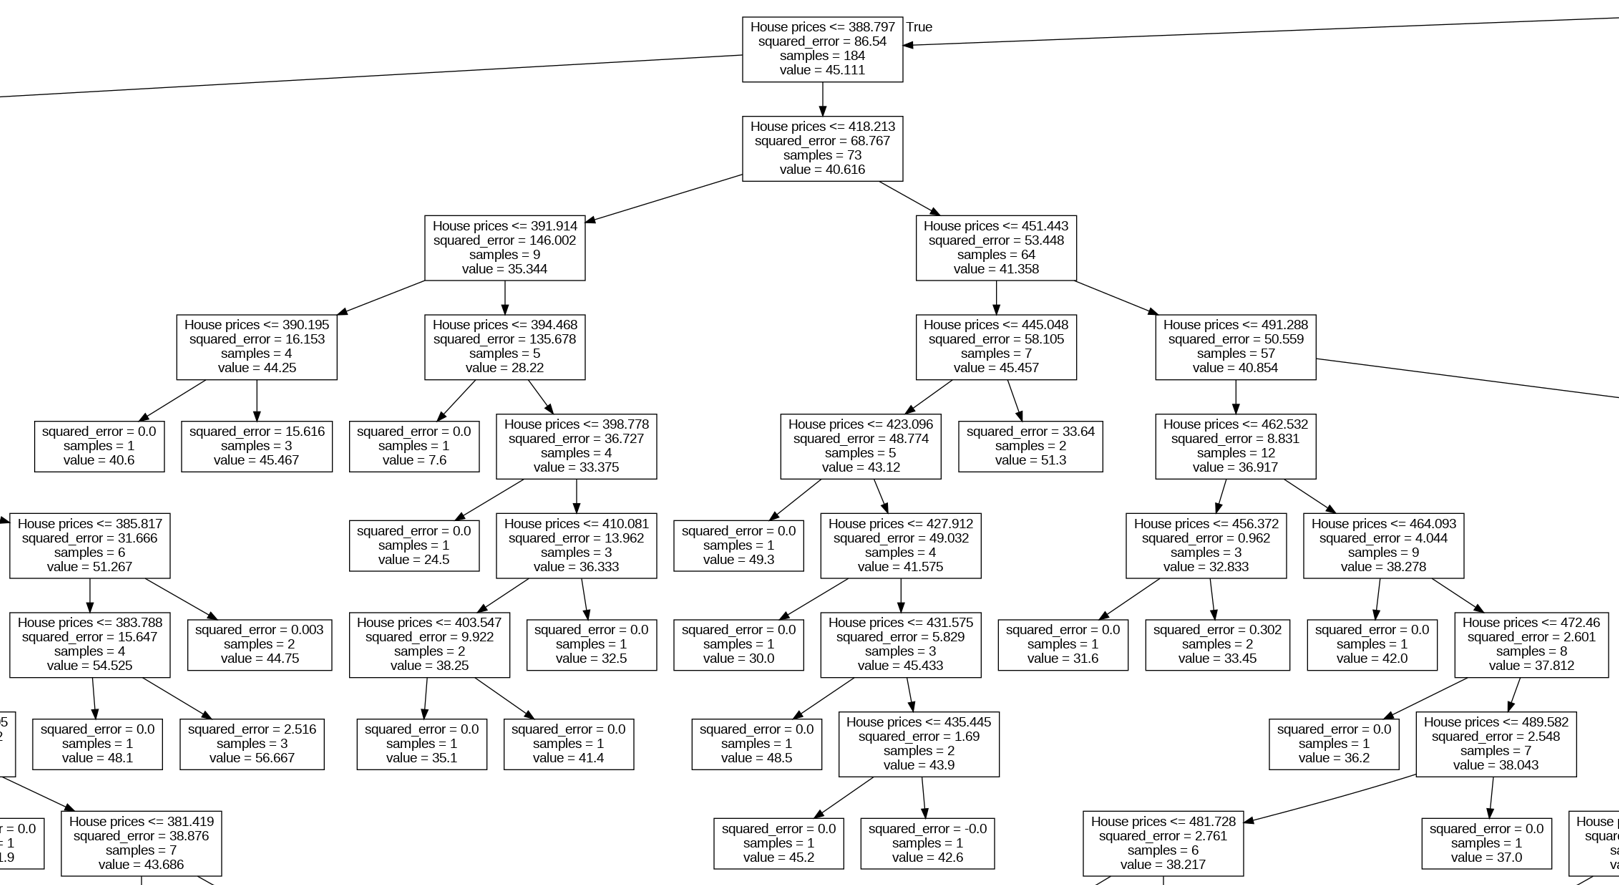 House prices <= 388.797
squared_error = 86.54
samples = 184
value = 45.111
True
House prices <= 418.213
squared_error = 68.767
samples = 73
value = 40.616
House prices <= 391.914
squared_error = 146.002
samples = 9
value = 35.344
House prices <= 451.443
squared_error = 53.448
samples = 64
value = 41.358
House prices <= 390.195
squared_error = 16.153
samples = 4
value = 44.25
House prices <= 394.468
squared_error = 135.678
samples = 5
value = 28.22
House prices <= 445.048
squared_error = 58.105
samples = 7
value = 45.457
House prices <= 491.288
squared_error = 50.559
samples = 57
value = 40.854
squared_error = 0.0
samples = 1
value = 40.6
squared_error = 15.616
samples = 3
value = 45.467
squared_error = 0.0
samples = 1
value = 7.6
House prices <= 398.778
squared_error = 36.727
samples = 4
value = 33.375
House prices <= 423.096
squared_error = 48.774
samples = 5
value = 43.12
squared_error = 33.64
samples = 2
value = 51.3
House prices <= 462.532
squared_error = 8.831
samples = 12
value = 36.917
House prices <= 385.817
squared_error = 31.666
samples = 6
value = 51.267
squared_error = 0.0
samples = 1
value = 24.5
House prices <= 410.081
squared_error = 13.962
samples = 3
value = 36.333
squared_error = 0.0
samples = 1
value = 49.3
House prices <= 427.912
squared_error = 49.032
samples = 4
value = 41.575
House prices <= 456.372
squared_error = 0.962
samples = 3
value = 32.833
House prices <= 464.093
squared_error = 4.044
samples = 9
value = 38.278
House prices <= 383.788
squared_error = 15.647
samples = 4
value = 54.525
squared_error = 0.003
samples = 2
value = 44.75
House prices <= 403.547
squared_error = 9.922
samples = 2
value = 38.25
squared_error = 0.0
samples = 1
value = 32.5
squared_error = 0.0
samples = 1
value = 30.0
House prices <= 431.575
squared_error = 5.829
samples = 3
value = 45.433
squared_error = 0.0
samples = 1
value = 31.6
squared_error = 0.302
samples = 2
value = 33.45
squared_error = 0.0
samples = 1
value = 42.0
House prices <= 472.46
squared_error = 2.601
samples = 8
value = 37.812
squared_error = 0.0
samples = 1
value = 48.1
squared_error = 2.516
samples = 3
value = 56.667
squared_error = 0.0
samples = 1
value = 35.1
squared_error = 0.0
samples = 1
value = 41.4
squared_error = 0.0
samples = 1
value = 48.5
House prices <= 435.445
squared_error = 1.69
samples = 2
value = 43.9
squared_error = 0.0
samples = 1
value = 36.2
House prices <= 489.582
squared_error = 2.548
samples = 7
value = 38.043
r = 0.0
= 1
1.9
House prices <= 381.419
squared_error = 38.876
samples = 7
value = 43.686
squared_error = 0.0
samples = 1
value = 45.2
squared_error = -0.0
samples = 1
value = 42.6
House prices <= 481.728
squared_error = 2.761
samples = 6
value = 38.217
squared_error = 0.0
samples = 1
value = 37.0
House